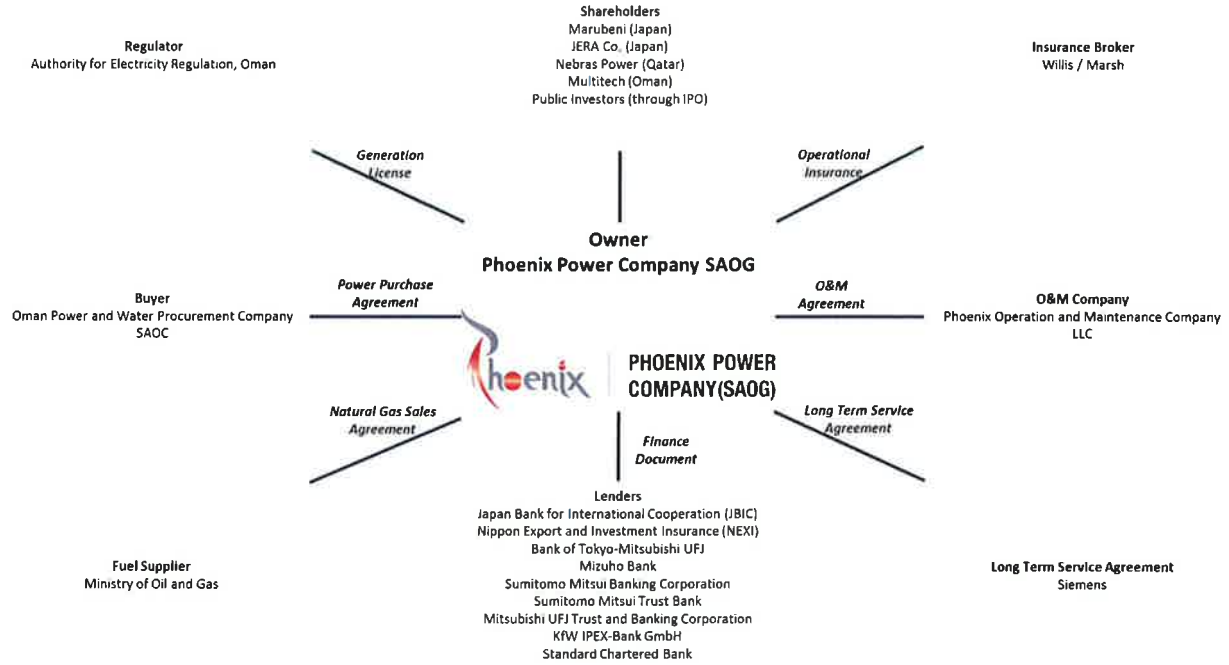 Shareholders
Marubeni (Japan)
JERA Co. (Japan)
Nebras Power (Qatar)
Multitech (Oman)
Public Investors (through IPO)
Regulator
Authority for Electricity Regulation, Oman
Insurance Broker
Willis / Marsh
Generation
License
Operational
Insurance
Owner
Phoenix Power Company SAOG
Power Purchase
Agreement
O&M
Agreement
Buyer
Oman Power and Water Procurement Company
SAOC
O&M Company
Phoenix Operation and Maintenance Company
LLC
Phoenix
PHOENIX POWER
COMPANY(SAOG)
Natural Gas Sales
Agreement
Finance
Document
Long Term Service
Agreement
Fuel Supplier
Ministry of Oil and Gas
Lenders
Japan Bank for International Cooperation (JBIC)
Nippon Export and Investment Insurance (NEXI)
Bank of Tokyo-Mitsubishi UFJ
Mizuho Bank
Sumitomo Mitsui Banking Corporation
Sumitomo Mitsui Trust Bank
Mitsubishi UFJ Trust and Banking Corporation
KfW IPEX-Bank GmbH
Standard Chartered Bank
Long Term Service Agreement
Siemens